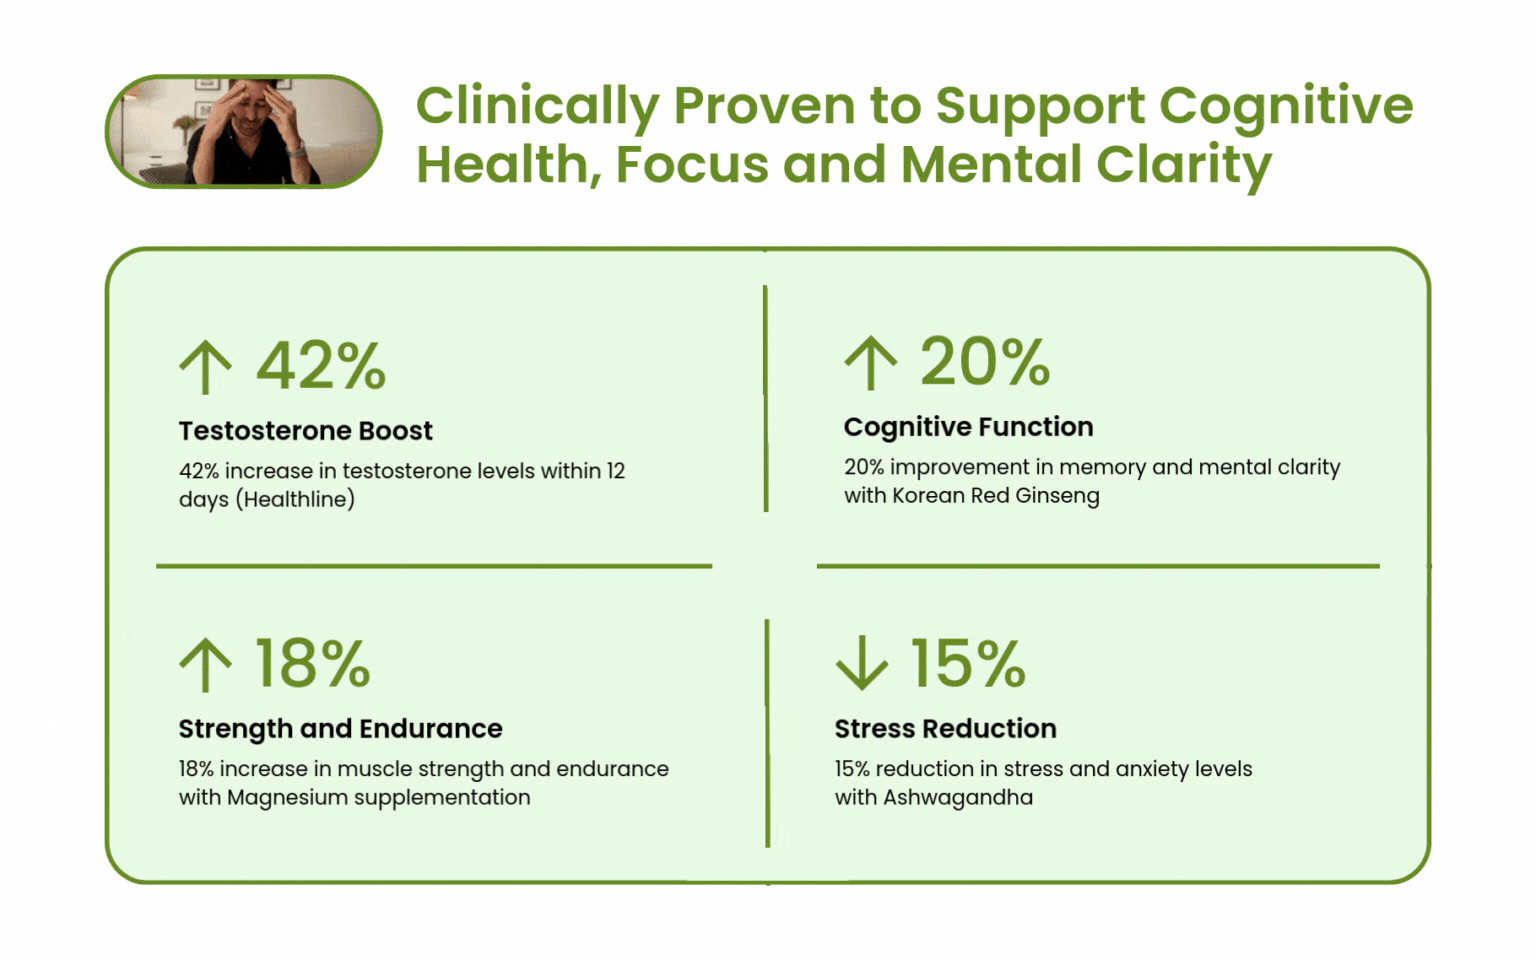 Clinically Proven to Support Cognitive
Health, Focus and Mental Clarity
↑ 42%
Testosterone Boost
42% increase in testosterone levels within 12
days (Healthline)
↑ 20%
Cognitive Function
20% improvement in memory and mental clarity
with Korean Red Ginseng
↑ 18%
Strength and Endurance
18% increase in muscle strength and endurance
with Magnesium supplementation
↓ 15%
Stress Reduction
15% reduction in stress and anxiety levels
with Ashwagandha